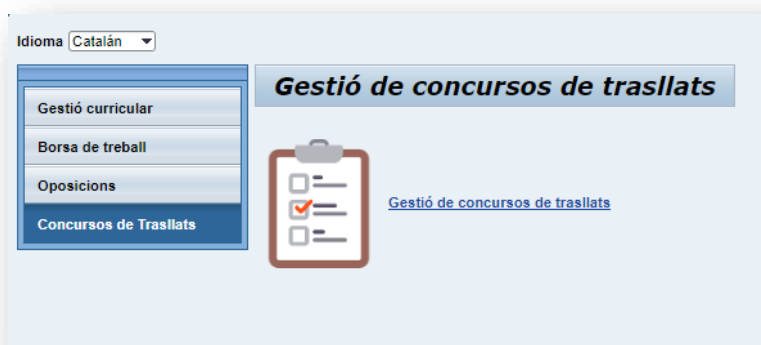 Idioma Catalán
Gestió de concursos de trasllats
Gestió curricular
Borsa de treball
Oposicions
Concursos de Trasllats
Gestió de concursos de trasllats